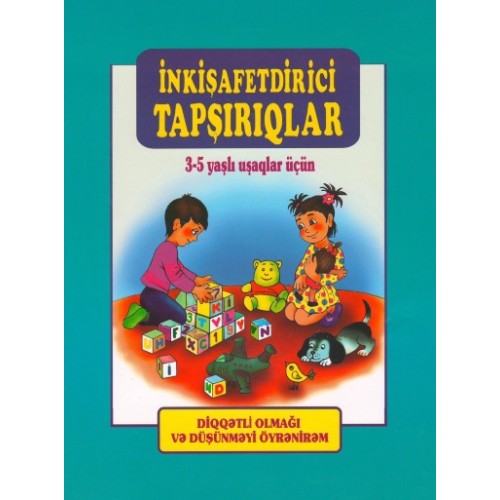 İNKİŞAFETDİRİCİ
TAPŞIRIQLAR
3-5 yaşlı uşaqlar üçün
DİQQƏTLİ OLMAĞI
VƏ DÜŞÜNMƏYİ ÖYRƏNİRƏM